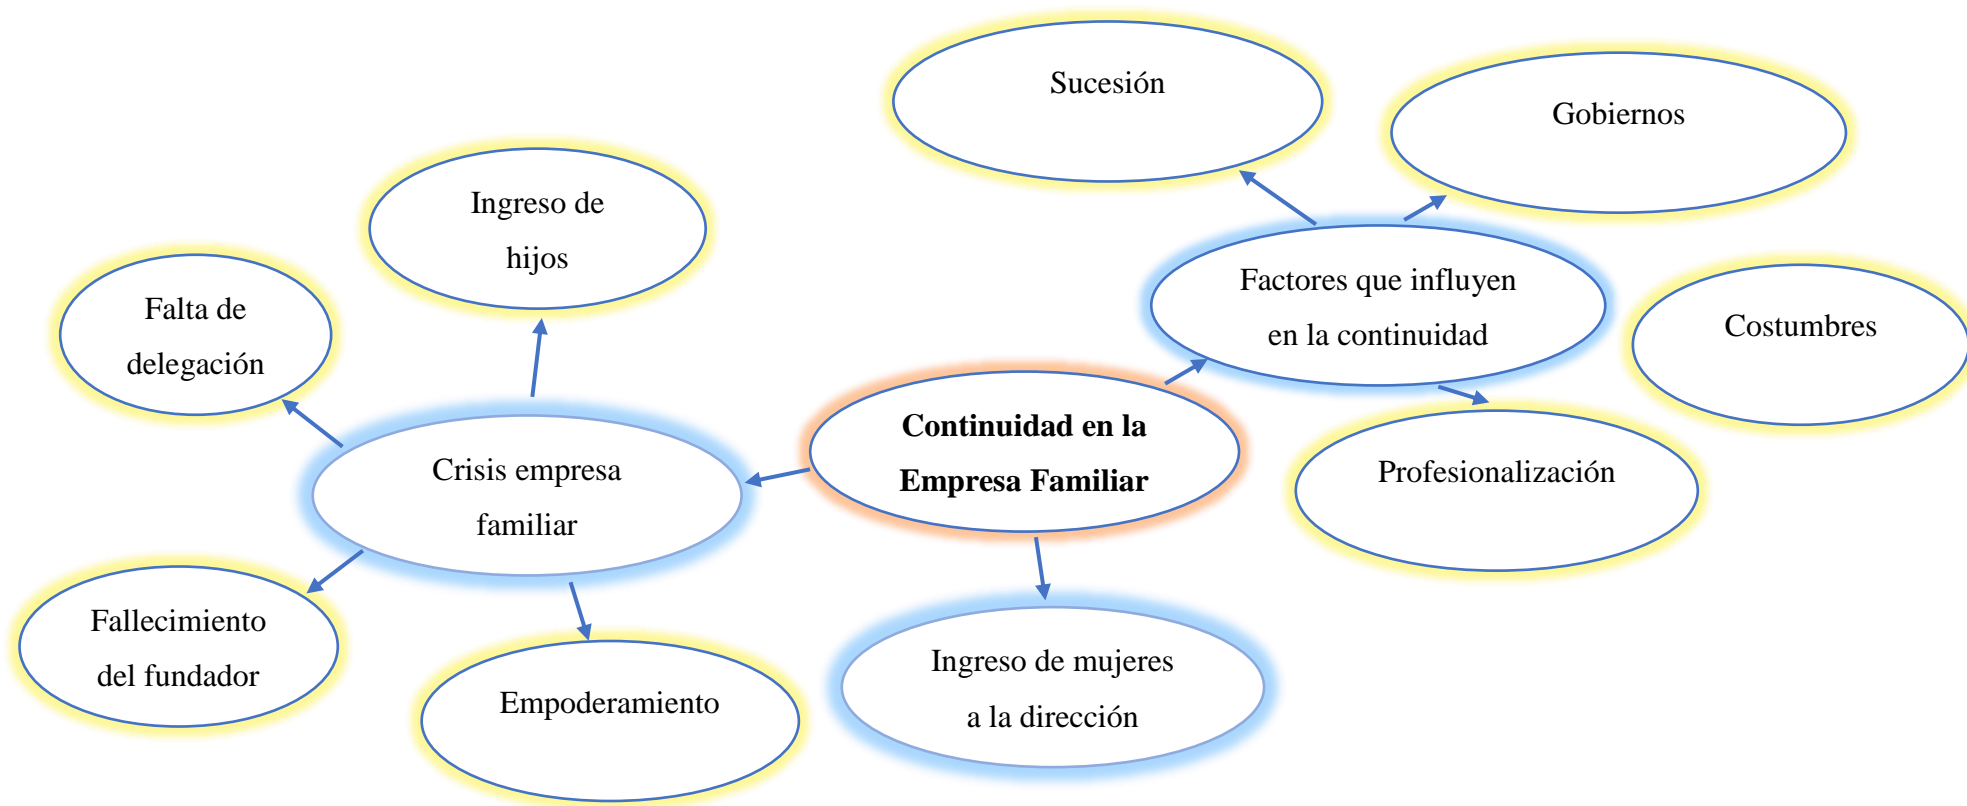 Sucesión
Gobiernos
Ingreso de
hijos
Factores que influyen
en la continuidad
Falta de
delegación
Costumbres
Continuidad en la
Empresa Familiar
Crisis empresa
familiar
Profesionalización
Fallecimiento
del fundador
Empoderamiento
Ingreso de mujeres
a la dirección